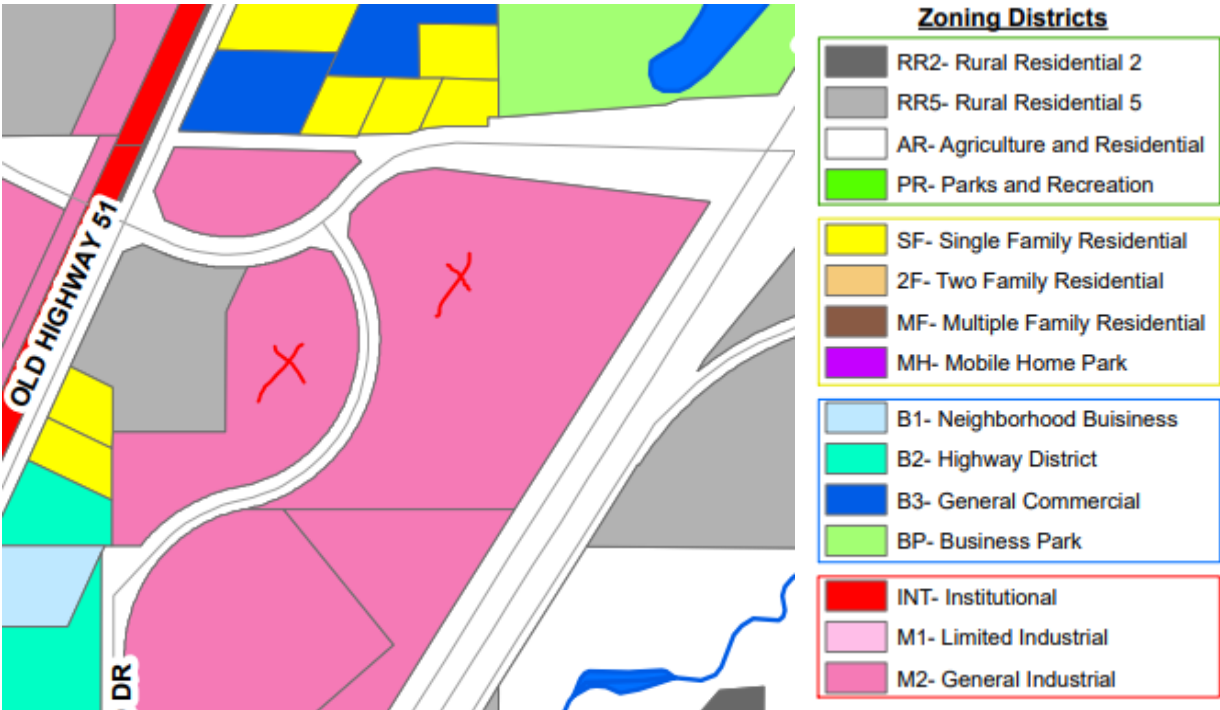 OLD HIGHWAY 51
DR
Zoning Districts
RR2- Rural Residential 2
RR5- Rural Residential 5
AR- Agriculture and Residential
PR- Parks and Recreation
SF- Single Family Residential
2F- Two Family Residential
MF- Multiple Family Residential
MH- Mobile Home Park
B1- Neighborhood Buisiness
B2- Highway District
B3- General Commercial
BP- Business Park
INT- Institutional
M1- Limited Industrial
M2- General Industrial